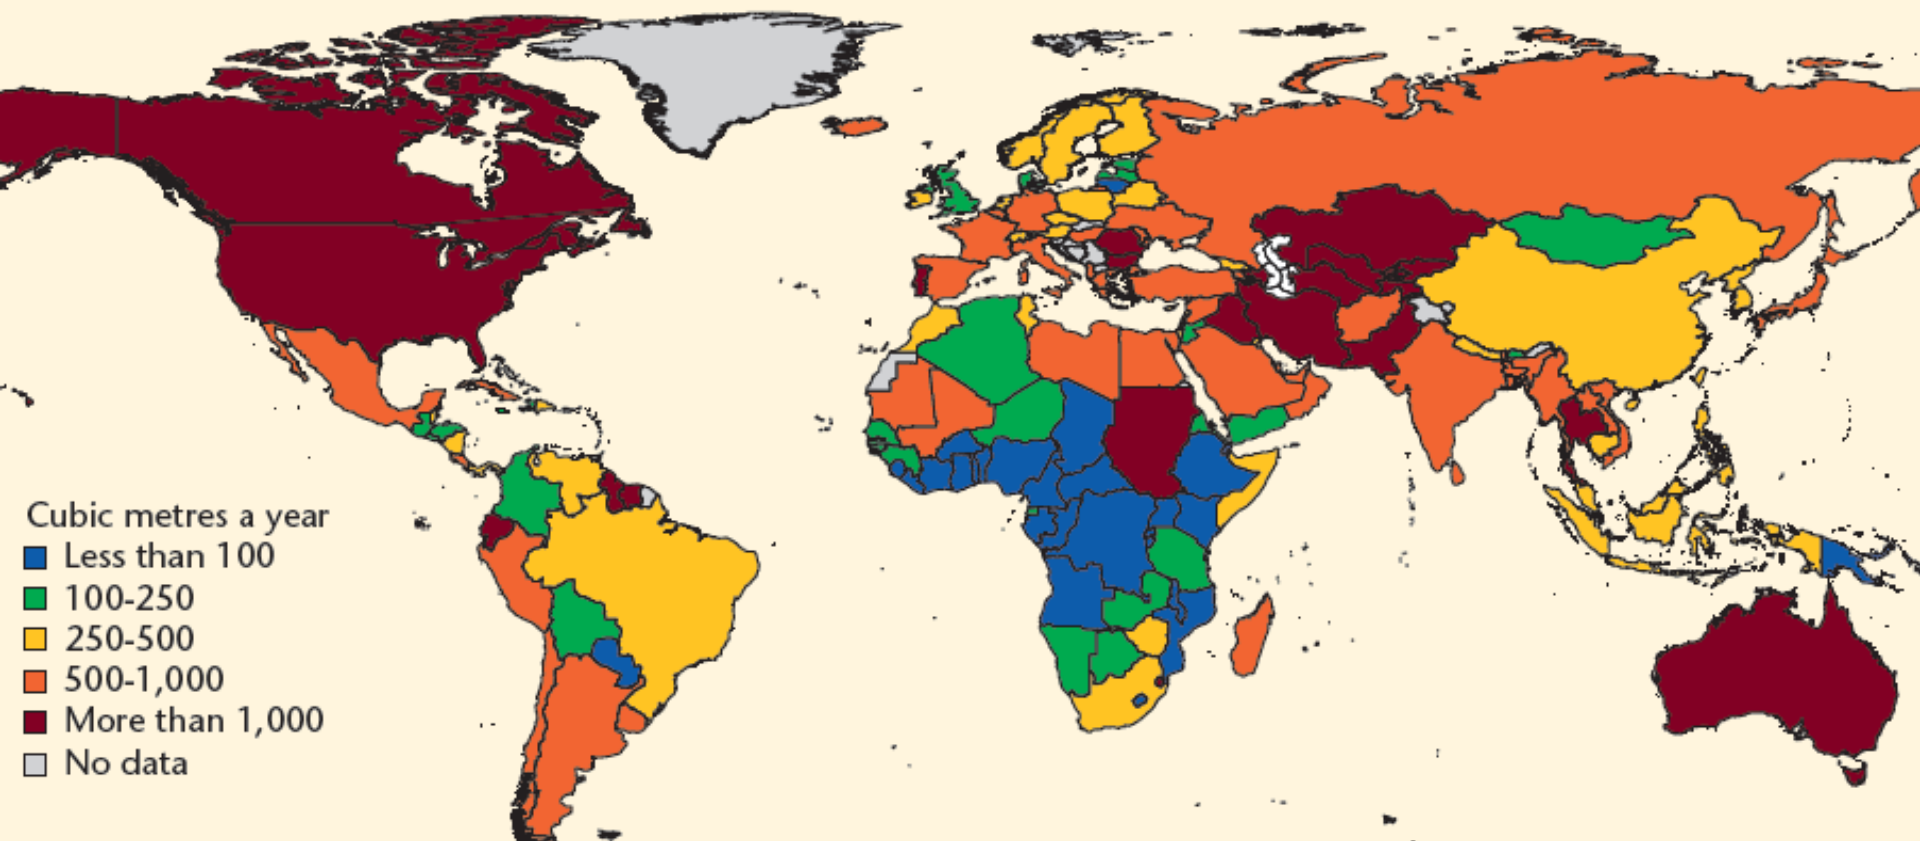 Cubic metres a year
Less than 100
100-250
250-500
500-1,000
More than 1,000
No data